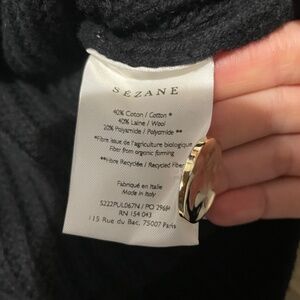 SÉZANE
40% Coton / Cotton *
40% Laine / Wool
20% Polyamide / Polyamide **
*Fibre issue de l'agriculture biologique
Fiber from organic farming
**Fibre Recyclée / Recycled Fiber
Fabriqué en Italie
Made in Italy
S222PUL067N / PO 2968
RN 154 043
115 Rue du Bac, 75007 Paris